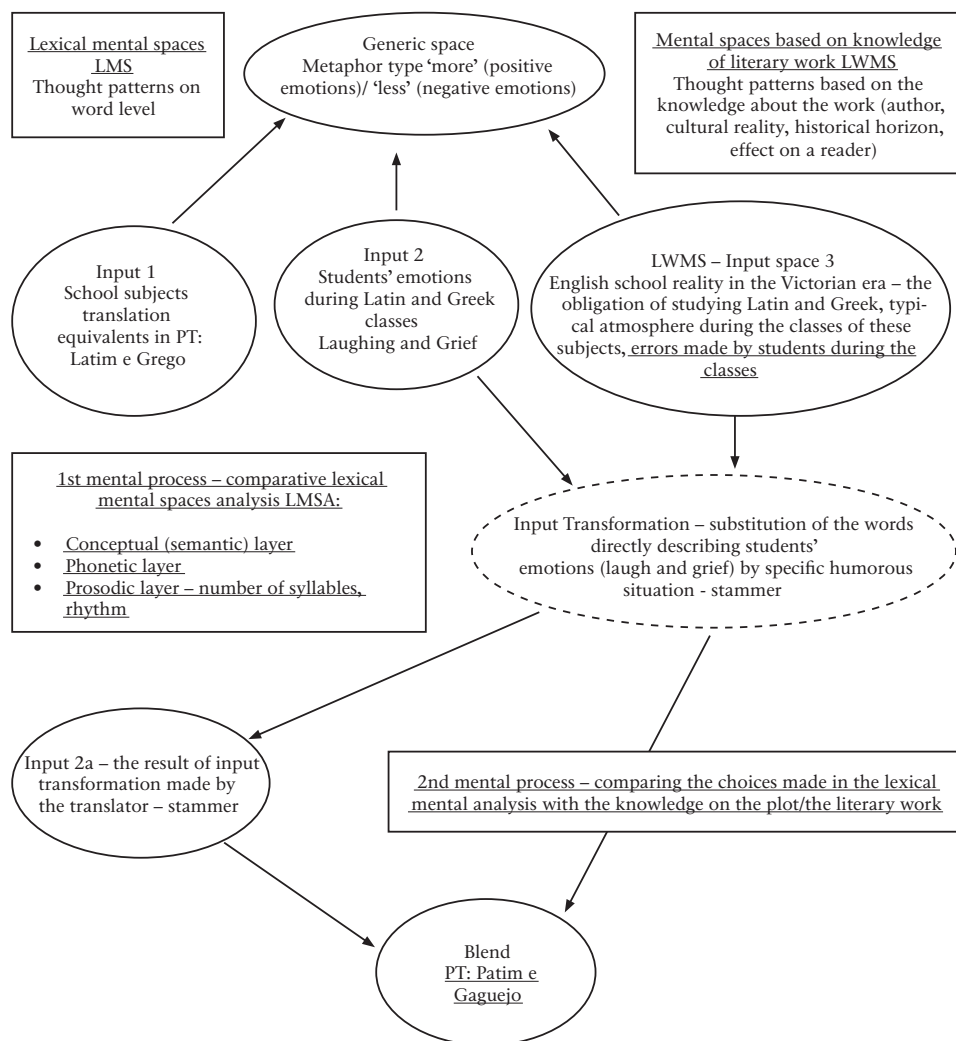 Lexical mental spaces
LMS
Thought patterns on
word level
Generic space
Metaphor type ‘more’ (positive
emotions)/ ‘less’ (negative emotions)
Mental spaces based on knowledge
of literary work LWMS
Thought patterns based on the
knowledge about the work (author,
cultural reality, historical horizon,
effect on a reader)
Input 1
School subjects
translation
equivalents in PT:
Latim e Grego
Input 2
Students’ emotions
during Latin and Greek
classes
Laughing and Grief
LWMS – Input space 3
English school reality in the Victorian era – the
obligation of studying Latin and Greek, typi-
cal atmosphere during the classes of these
subjects, errors made by students during the
classes
1st mental process – comparative lexical
mental spaces analysis LMSA:
• Conceptual (semantic) layer
• Phonetic layer
• Prosodic layer – number of syllables,
rhythm
Input Transformation – substitution of the words
directly describing students’
emotions (laugh and grief) by specific humorous
situation - stammer
Input 2a – the result of input
transformation made by
the translator – stammer
2nd mental process – comparing the choices made in the lexical
mental analysis with the knowledge on the plot/the literary work
Blend
PT: Patim e
Gaguejo